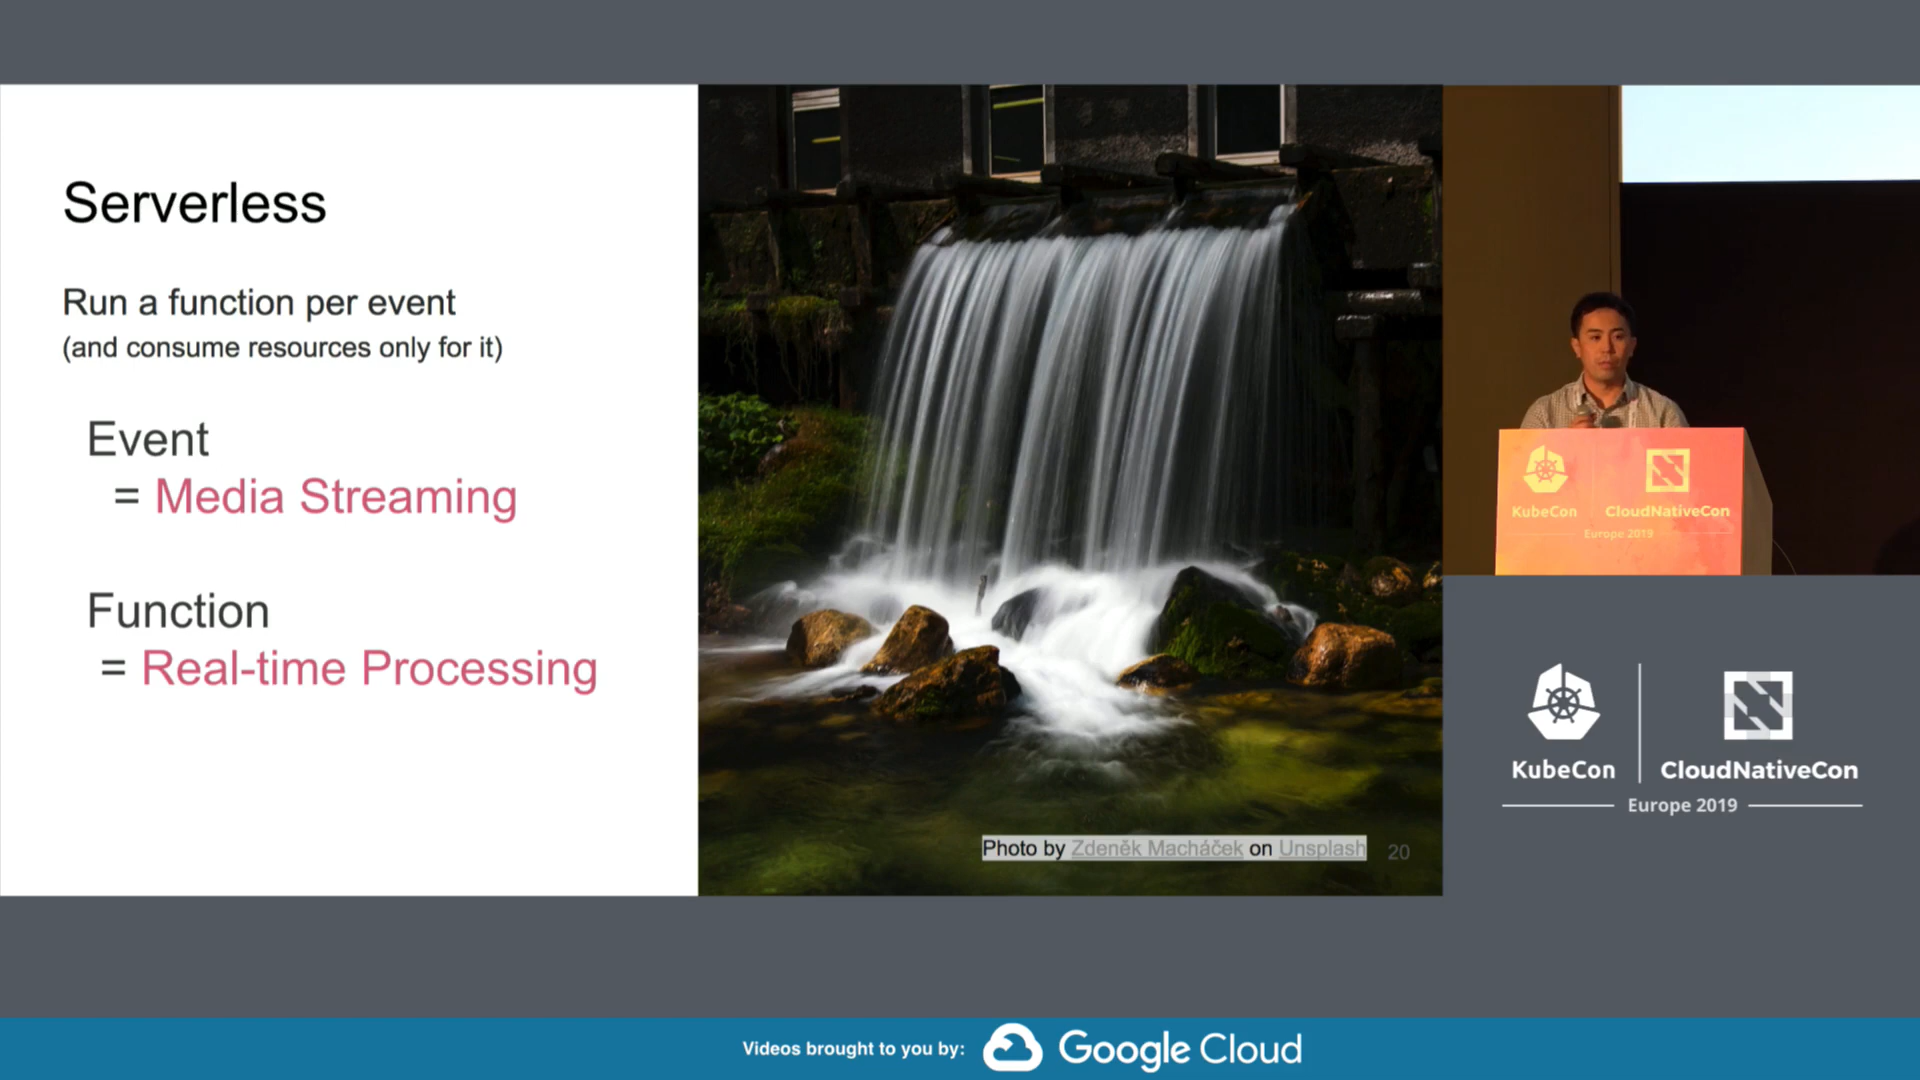 Serverless
Run a function per event
(and consume resources only for it)
Event
= Media Streaming
Function
= Real-time Processing
Photo by Zdeněk Macháček on Unsplash
20
KubeCon
CloudNativeCon
Europe 2019
KubeCon
CloudNativeCon
Europe 2019
Videos brought to you by:
Google Cloud